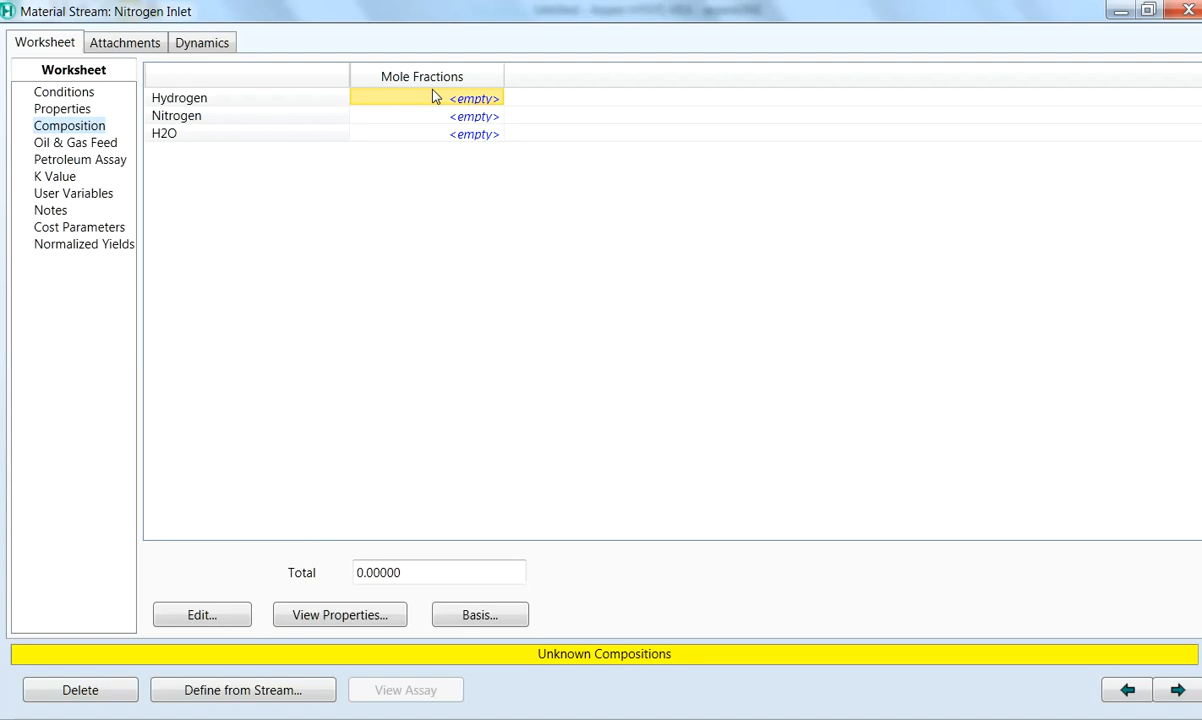 Material Stream: Nitrogen Inlet
Worksheet Attachments Dynamics
Worksheet
Conditions
Properties
Composition
Oil & Gas Feed
Petroleum Assay
K Value
User Variables
Notes
Cost Parameters
Normalized Yields
Mole Fractions
Hydrogen <empty>
Nitrogen <empty>
H2O <empty>
Total 0.00000
Edit... View Properties... Basis...
Unknown Compositions
Delete Define from Stream... View Assay